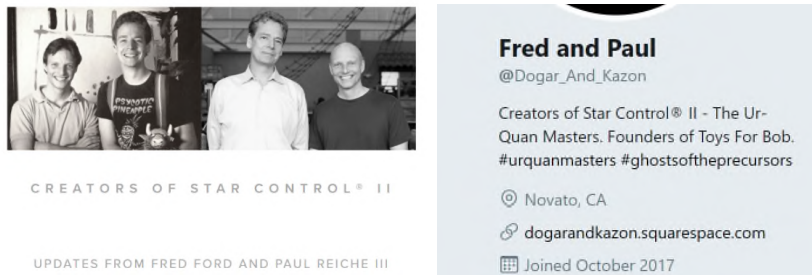 PSYCOTIC
PINEAPPLE
CREATORS OF STAR CONTROL® II
UPDATES FROM FRED FORD AND PAUL REICHE III
Fred and Paul
@Dogar_And_Kazon
Creators of Star Control® II - The Ur-
Quan Masters. Founders of Toys For Bob.
#urquanmasters #ghostsoftheprecursors
Novato, CA
dogarandkazon.squarespace.com
Joined October 2017